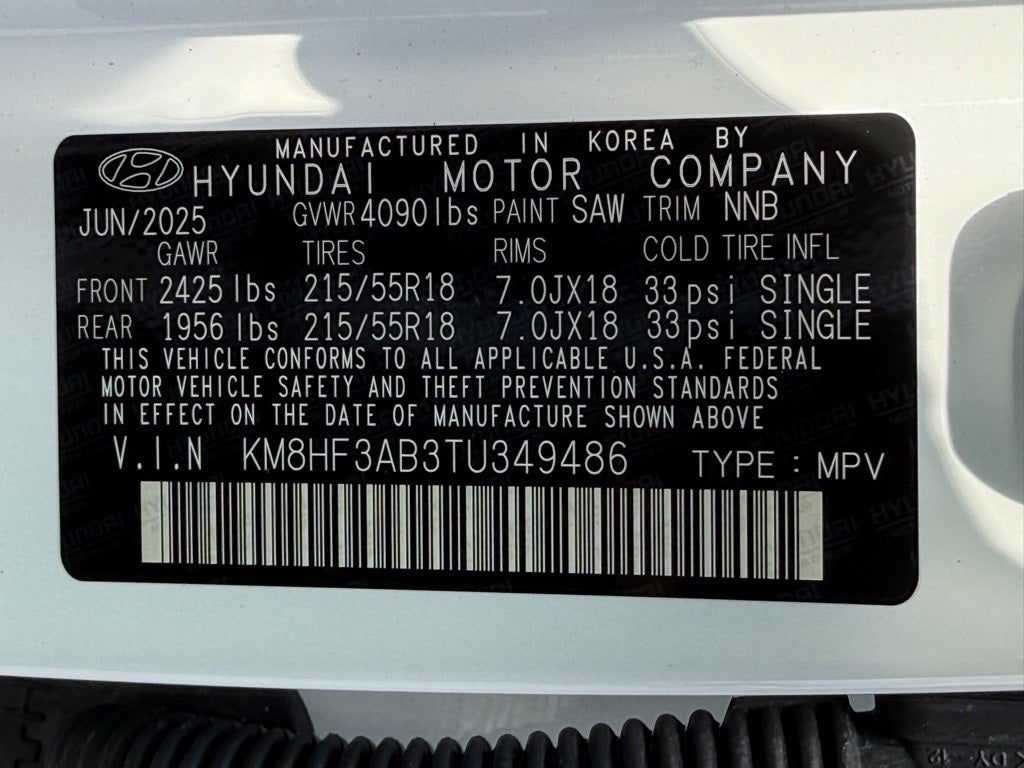 MANUFACTURED IN KOREA BY
HYUNDAI MOTOR COMPANY
JUN/2025 GVWR 4090lbs PAINT SAW TRIM NNB
GAWR TIRES RIMS COLD TIRE INFL
FRONT 2425 lbs 215/55R18 7.0JX18 33psi SINGLE
REAR 1956 lbs 215/55R18 7.0JX18 33psi SINGLE
THIS VEHICLE CONFORMS TO ALL APPLICABLE U.S.A. FEDERAL
MOTOR VEHICLE SAFETY AND THEFT PREVENTION STANDARDS
IN EFFECT ON THE DATE OF MANUFACTURE SHOWN ABOVE
V.I.N KM8HF3AB3TU349486 TYPE : MPV